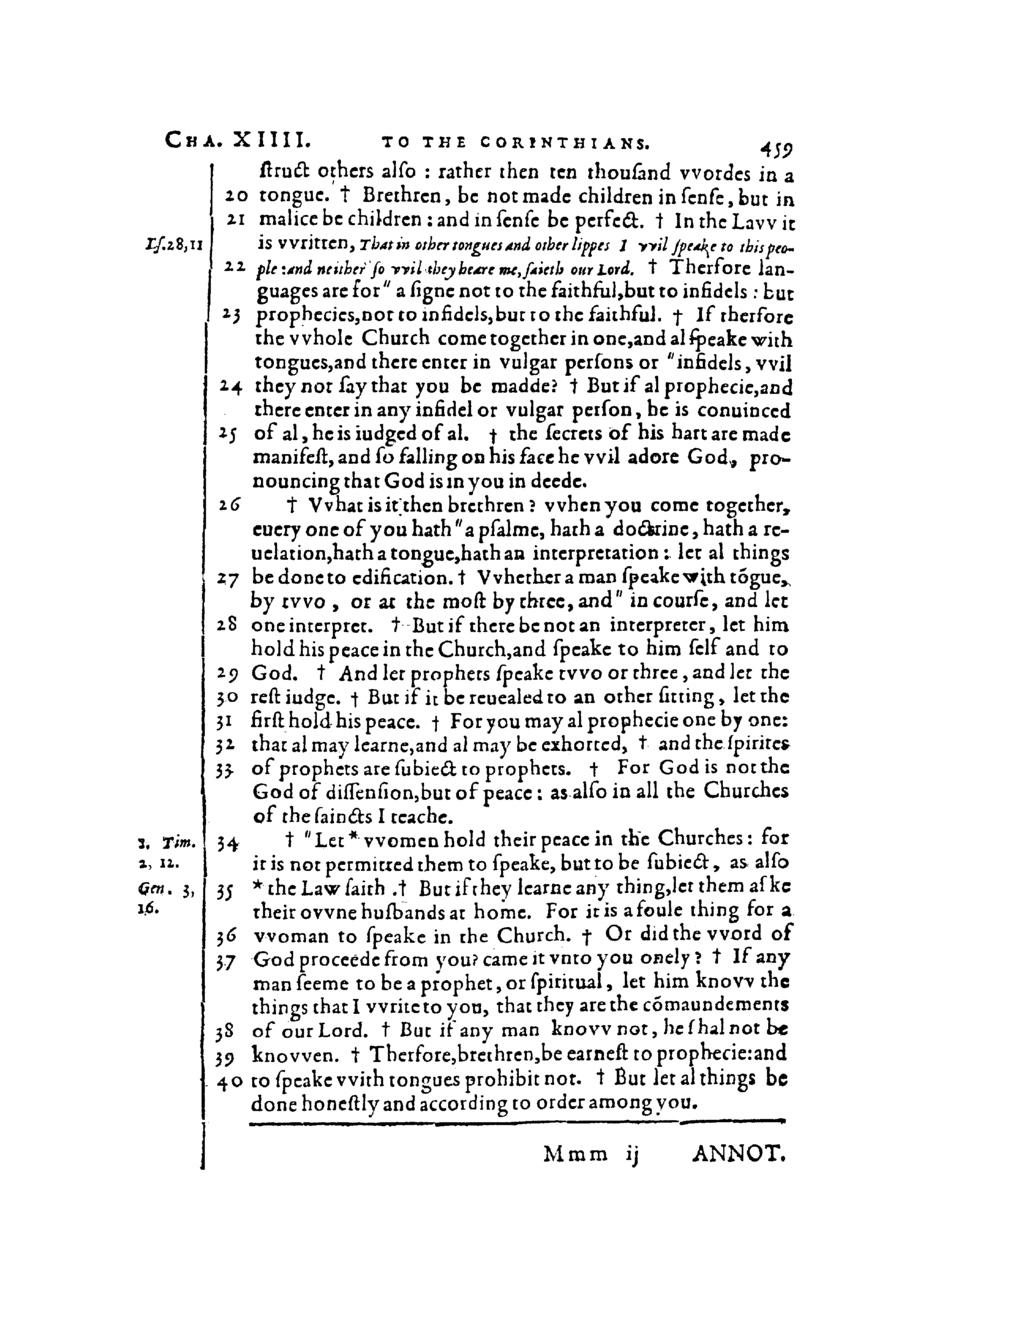 CHA. XIIII. TO THE CORINTHIANS. 459
ſtruct others alſo : rather then ten thouſand vvordes in a
20 tongue. † Brethren, be not made children in ſenſe, but in
21 malice be children : and in ſenſe be perfect. † In the Lavv it
Iſ. 28, 11 is vvritten, That in other tongues and other lippes I vvil ſpeake to this peo-
22 ple : and neither ſo vvil they heare me, ſaieth our Lord. † Therfore lan-
guages are for " a ſigne not to the faithful, but to infidels : but
23 prophecies, not to infidels, but to the faithful. † If therfore
the vvhole Church come together in one, and al ſpeake with
tongues, and there enter in vulgar perſons or "infidels, vvil
24 they not ſay that you be madde? † But if al prophecie, and
there enter in any infidel or vulgar perſon, he is conuinced
25 of al, he is iudged of al. † the ſecrets of his hart are made
manifeſt, and ſo falling on his face he vvil adore God, pro-
nouncing that God is in you in deede.
26 † Vvhat is it then brethren ? vvhen you come together,
euery one of you hath "a pſalme, hath a doctrine, hath a re-
uelation, hath a tongue, hath an interpretation : let al things
27 be done to edification. † Vvhether a man ſpeake with tõgue,
by tvvo , or at the moſt by three, and" in courſe, and let
28 one interpret. † But if there be not an interpreter, let him
hold his peace in the Church, and ſpeake to him ſelf and to
29 God. † And let prophets ſpeake tvvo or three, and let the
30 reſt iudge. † But if it be reuealed to an other ſitting, let the
31 firſt hold his peace. † For you may al prophecie one by one:
32 that al may learne, and al may be exhorted, † and the ſpirites
33 of prophets are ſubiect to prophets. † For God is not the
God of diſſenſion, but of peace : as alſo in all the Churches
of the ſaincts I teache.
1. Tim. 34 † "Let * vvomen hold their peace in the Churches : for
2, 12. it is not permitted them to ſpeake, but to be ſubiect, as alſo
Gen. 3, 35 * the Law ſaith .† But if they learne any thing, let them aſke
16. their ovvne huſbands at home. For it is a foule thing for a
36 vvoman to ſpeake in the Church. † Or did the vvord of
37 God proceede from you? came it vnto you onely ? † If any
man ſeeme to be a prophet, or ſpiritual, let him knovv the
things that I vvrite to you, that they are the cõmaundements
38 of our Lord. † But if any man knovv not, he ſhal not be
39 knovven. † Therfore, brethren, be earneſt to prophecie: and
40 to ſpeake vvith tongues prohibit not. † But let al things be
done honeſtly and according to order among you.
Mmm ij ANNOT.